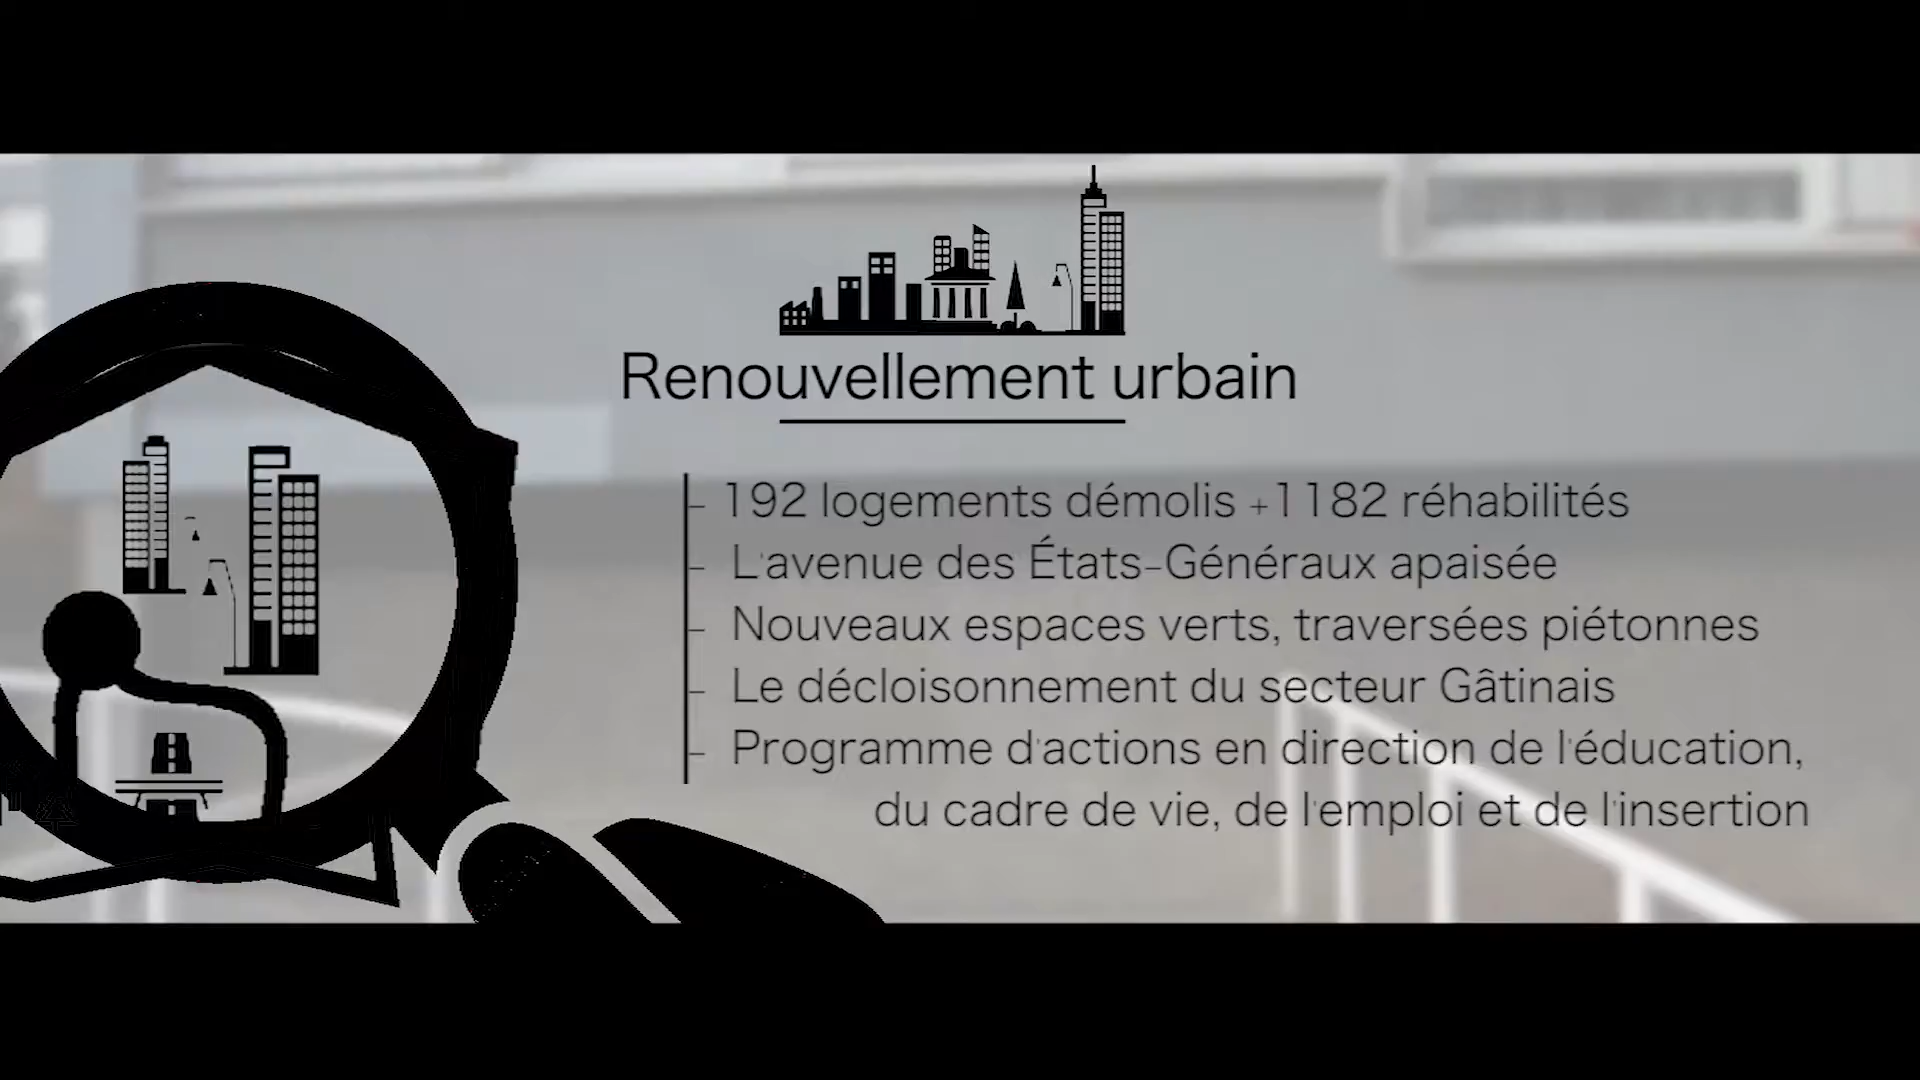 Renouvellement urbain
- 192 logements démolis +1182 réhabilités
- L'avenue des États-Généraux apaisée
- Nouveaux espaces verts, traversées piétonnes
- Le décloisonnement du secteur Gâtinais
- Programme d'actions en direction de l'éducation,
du cadre de vie, de l'emploi et de l'insertion